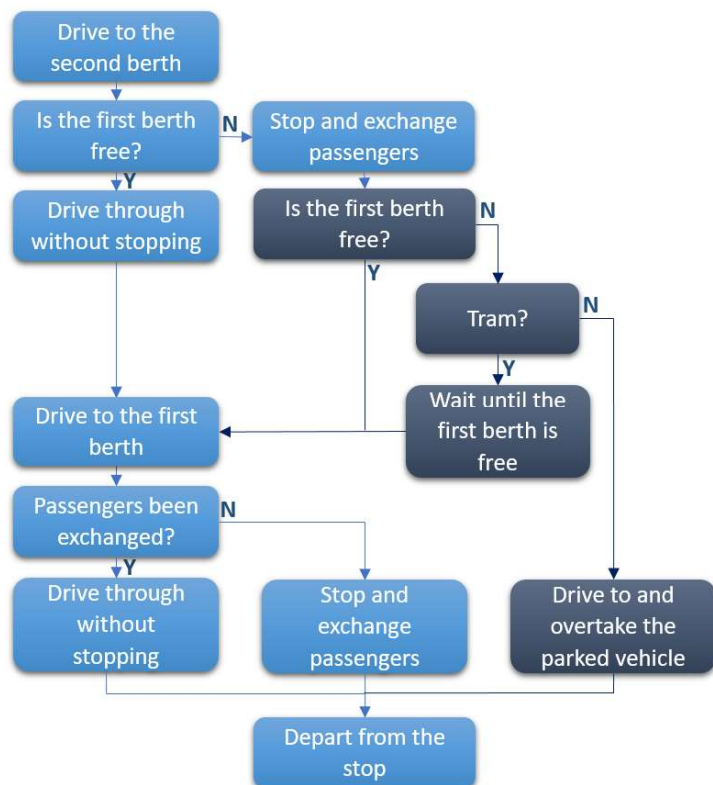 Drive to the
second berth
Is the first berth
free?
N
Stop and exchange
passengers
Y
Drive through
without stopping
Is the first berth
free?
N
Y
Tram?
N
Y
Wait until the
first berth is
free
Drive to the first
berth
Passengers been
exchanged?
N
Y
Drive through
without
stopping
Stop and
exchange
passengers
Drive to and
overtake the
parked vehicle
Depart from the
stop